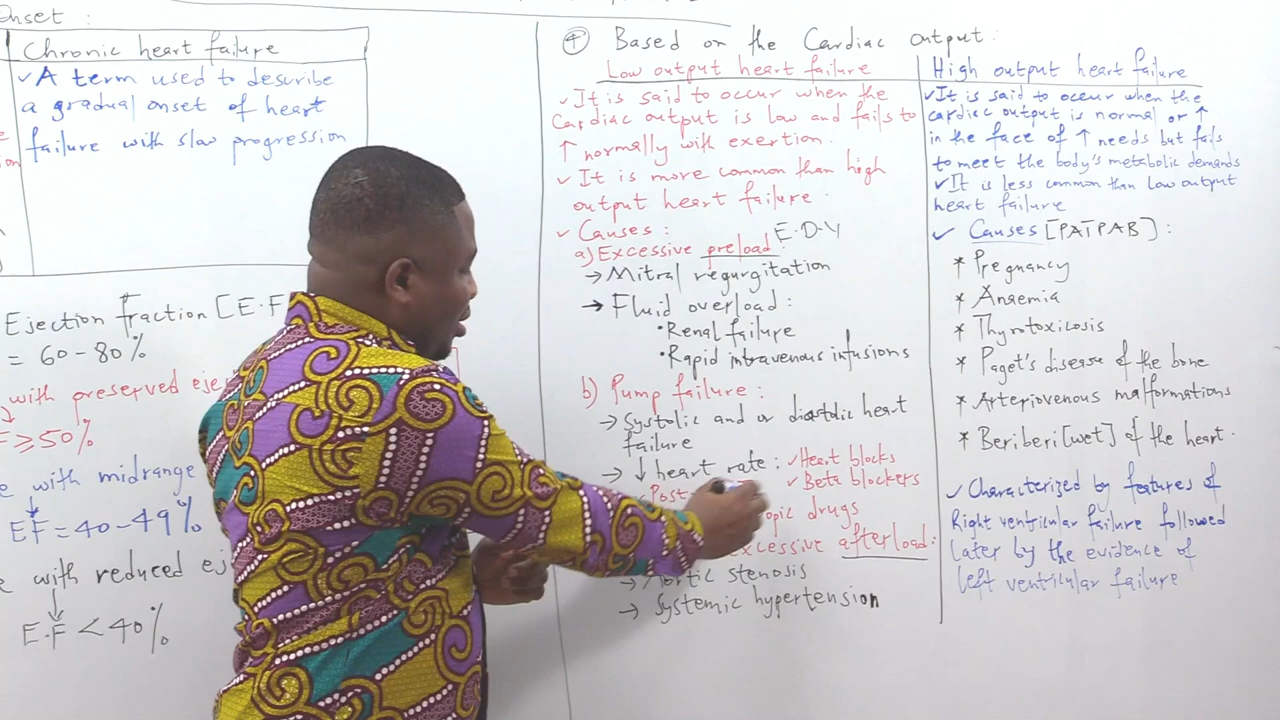 Onset:
Chronic heart failure
✓ A term used to describe
a gradual onset of heart
failure with slow progression
Ejection fraction [E.F
= 60-80%
with preserved eje
≥50%
with midrange
EF = 40-49%
with reduced ej
E.F < 40%
④ Based on the Cardiac output:
Low output heart failure
✓ It is said to occur when the
Cardiac output is low and fails to
↑ normally with exertion.
✓ It is more common than high
output heart failure.
✓ Causes:
E.D.V
a) Excessive preload:
→ Mitral regurgitation
→ Fluid overload:
•Renal failure
•Rapid intravenous infusions
b) Pump failure:
→ Systolic and or diastolic heart
failure
→ ↓ heart rate: ✓ Heart blocks
✓ Beta blockers
drugs
xcessive afterload:
→ Aortic stenosis
→ Systemic hypertension
High output heart failure
✓ It is said to occur when the
cardiac output is normal or ↑
in the face of ↑ needs but fails
to meet the body's metabolic demands
✓ It is less common than low output
heart failure
✓ Causes [PATPAB]:
* Pregnancy
* Anaemia
* Thyrotoxicosis
* Paget's disease of the bone
* Arteriovenous malformations
* Beriberi [wet] of the heart.
✓ Characterized by features of
Right ventricular failure followed
later by the evidence of
left ventricular failure